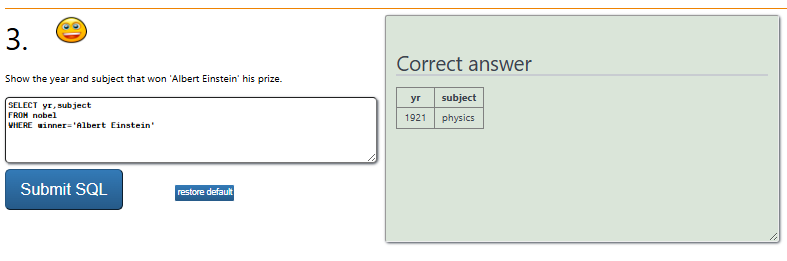 3.
Show the year and subject that won 'Albert Einstein' his prize.
SELECT yr,subject
FROM nobel
WHERE winner='Albert Einstein'
Submit SQL
restore default
Correct answer
yr subject
1921 physics